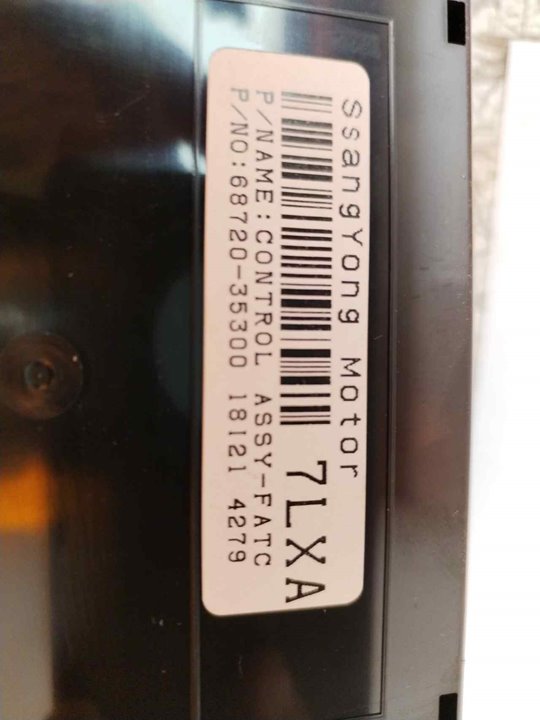 SsangYong Motor
7LXA
P/NAME:CONTROL ASSY-FATC
P/NO:68720-35300 18121 4279